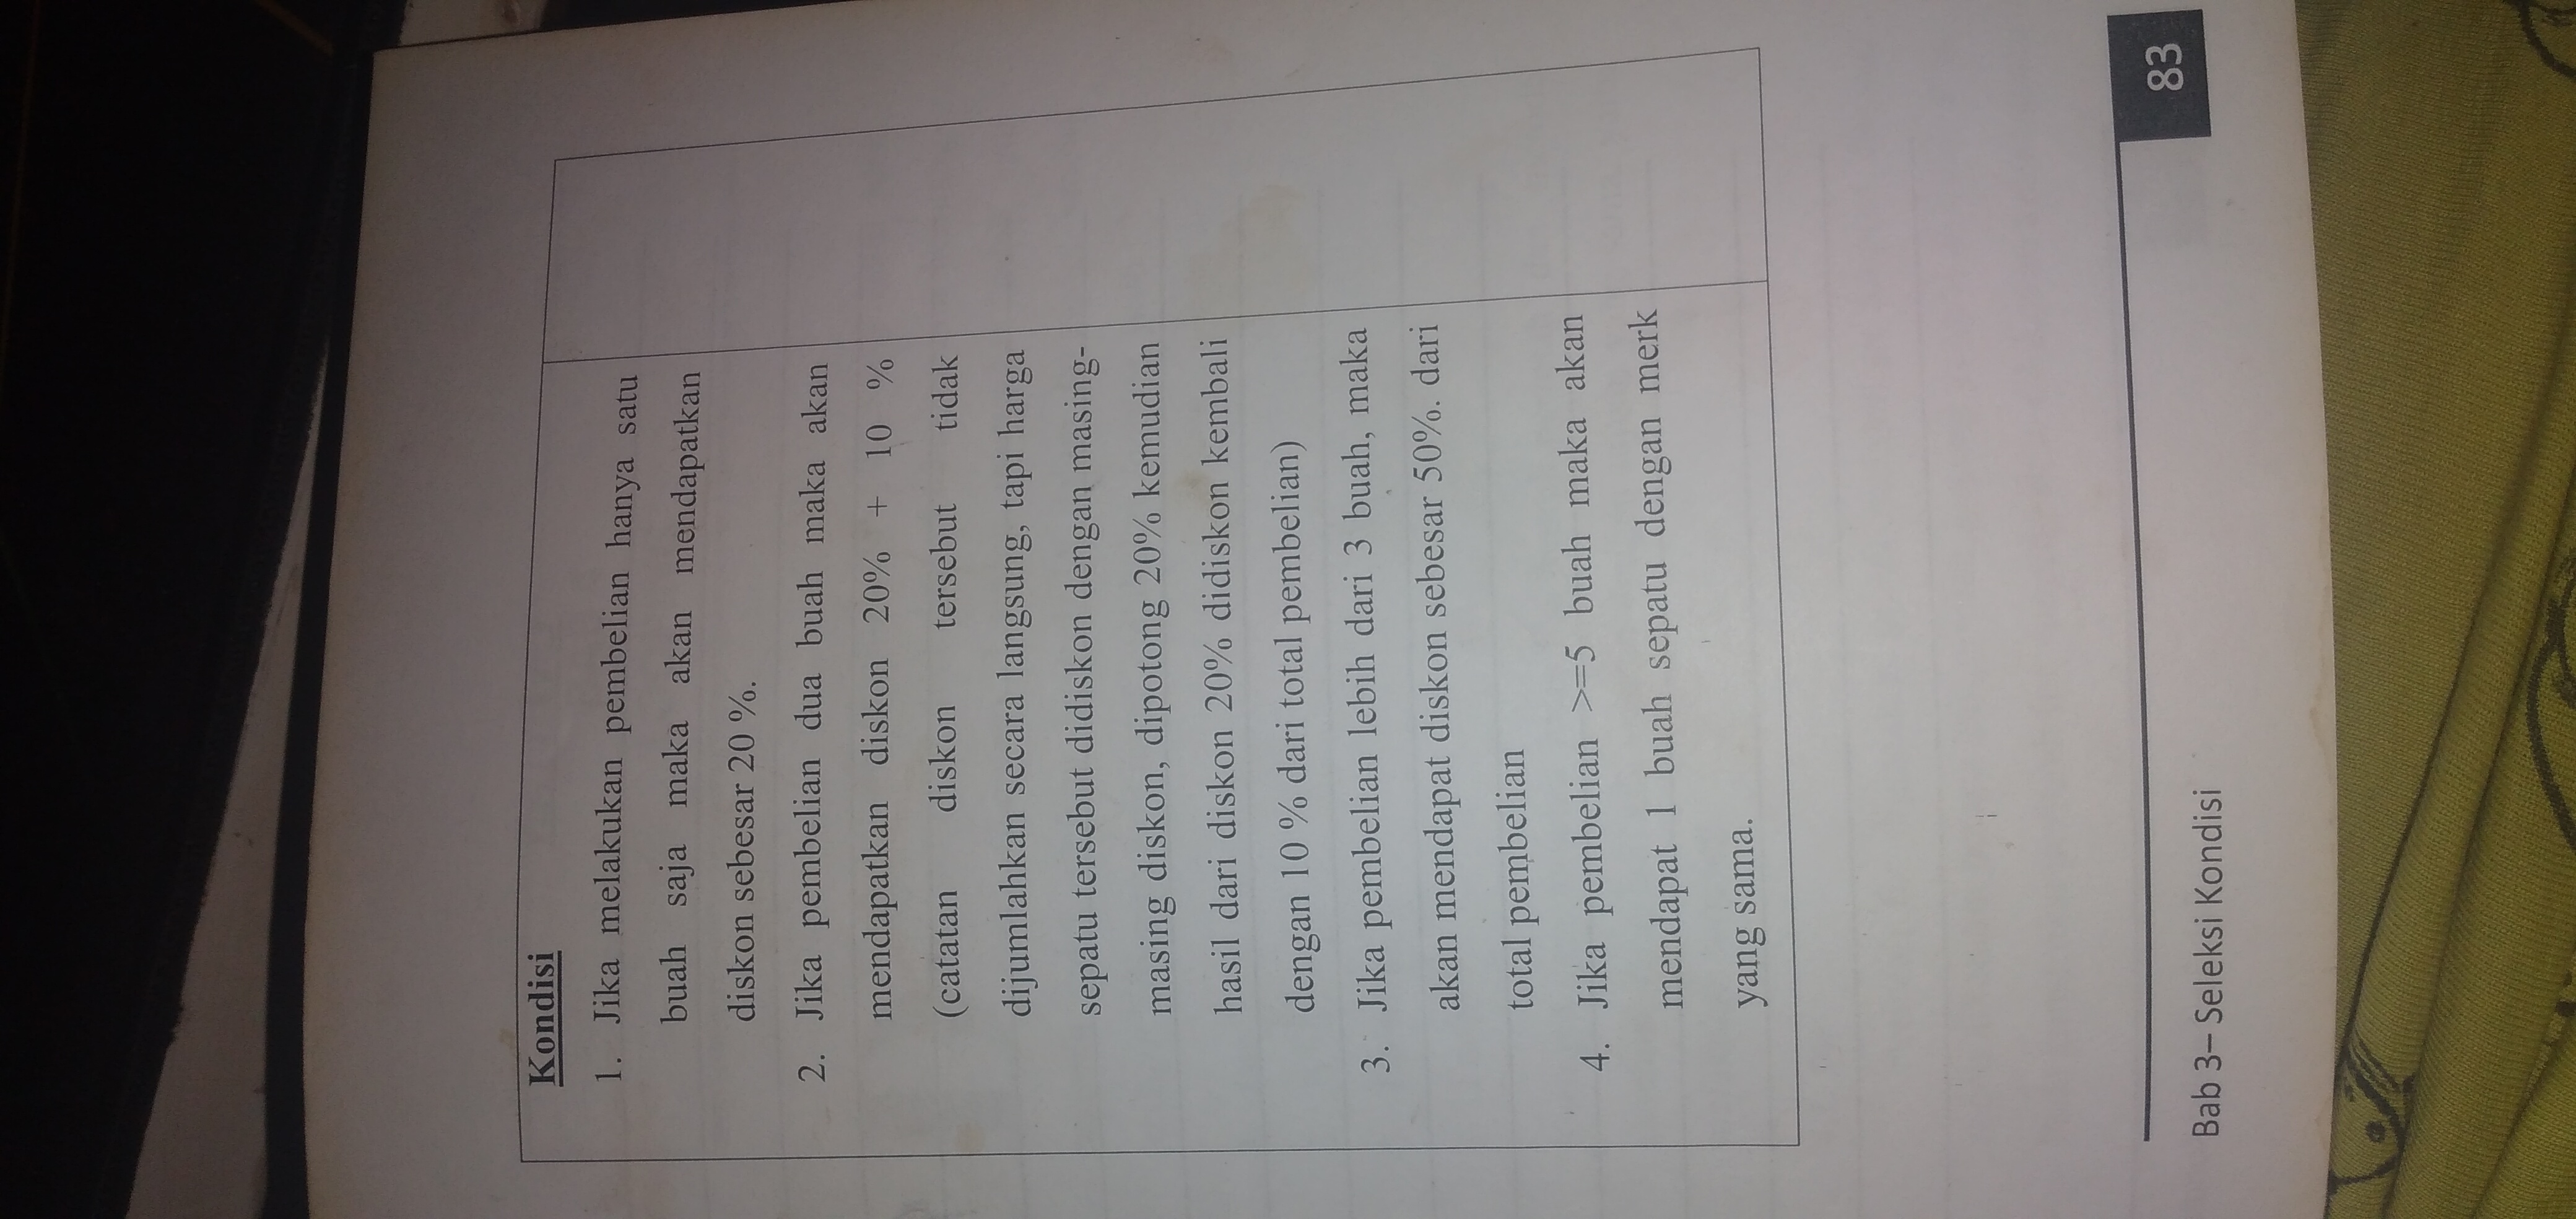 Kondisi
1. Jika melakukan pembelian hanya satu
buah saja maka akan mendapatkan
diskon sebesar 20 %.
2. Jika pembelian dua buah maka akan
mendapatkan diskon 20% + 10 %
(catatan diskon tersebut tidak
dijumlahkan secara langsung, tapi harga
sepatu tersebut didiskon dengan masing-
masing diskon, dipotong 20% kemudian
hasil dari diskon 20% didiskon kembali
dengan 10 % dari total pembelian)
3. Jika pembelian lebih dari 3 buah, maka
akan mendapat diskon sebesar 50%. dari
total pembelian
4. Jika pembelian >=5 buah maka akan
mendapat 1 buah sepatu dengan merk
yang sama.
83
Bab 3– Seleksi Kondisi